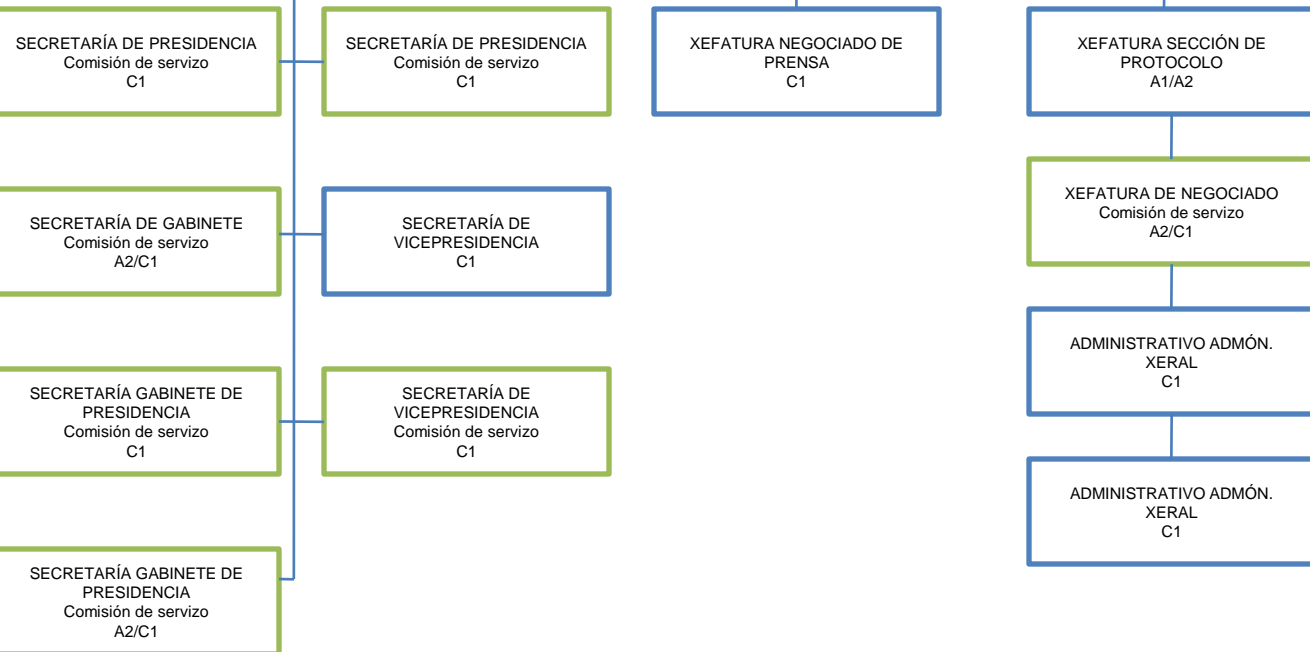 SECRETARÍA DE PRESIDENCIA
Comisión de servizo
C1
SECRETARÍA DE PRESIDENCIA
Comisión de servizo
C1
XEFATURA NEGOCIADO DE
PRENSA
C1
XEFATURA SECCIÓN DE
PROTOCOLO
A1/A2
SECRETARÍA DE GABINETE
Comisión de servizo
A2/C1
SECRETARÍA DE
VICEPRESIDENCIA
C1
XEFATURA DE NEGOCIADO
Comisión de servizo
A2/C1
ADMINISTRATIVO ADMÓN.
XERAL
C1
SECRETARÍA GABINETE DE
PRESIDENCIA
Comisión de servizo
C1
SECRETARÍA DE
VICEPRESIDENCIA
Comisión de servizo
C1
ADMINISTRATIVO ADMÓN.
XERAL
C1
SECRETARÍA GABINETE DE
PRESIDENCIA
Comisión de servizo
A2/C1